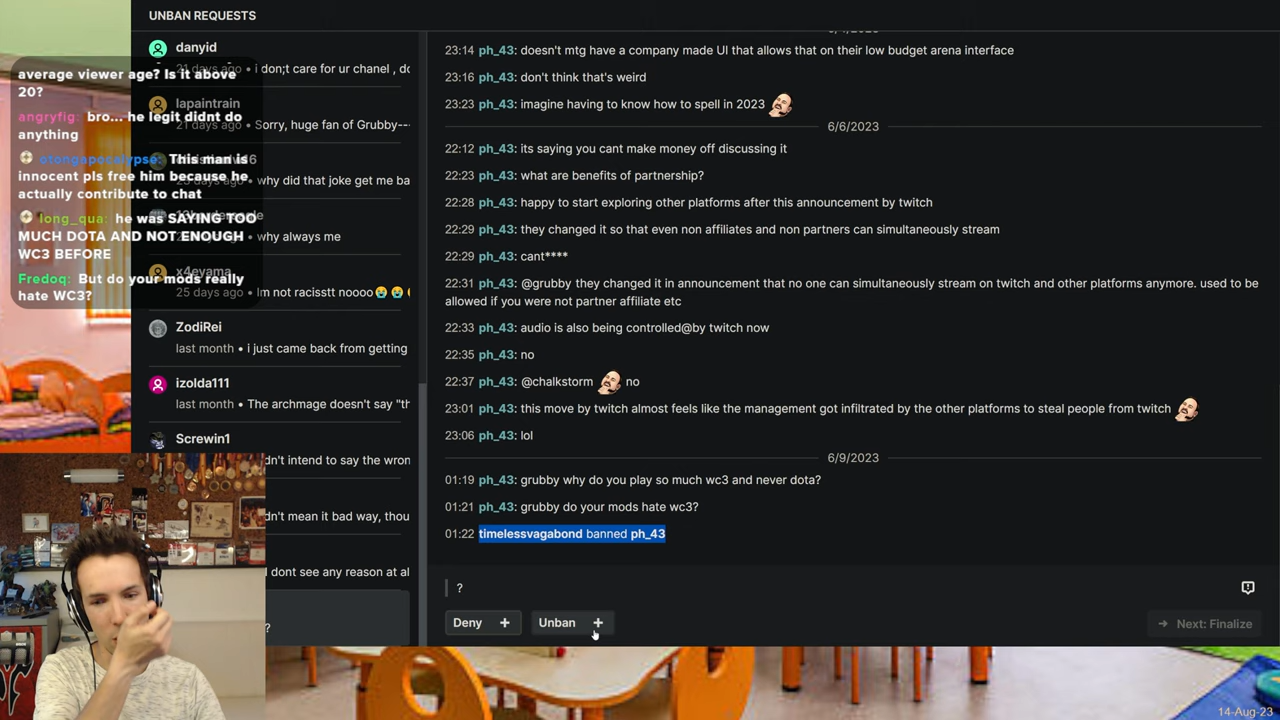 UNBAN REQUESTS
danyid
21 days ago • i don;t care for ur chanel , do
lapaintrain
21 days ago • Sorry, huge fan of Grubby--
25 days ago • why did that joke get me ba
• why always me
x4eyama
25 days ago • Im not racisstt noooo😭😭
ZodiRei
last month • i just came back from getting
izolda111
last month • The archmage doesn't say "th
Screwin1
dn't intend to say the wron
dn't mean it bad way, thou
I dont see any reason at al
?
average viewer age? Is it above
20?
angryfig: bro... he legit didnt do
anything
otongapocalypse: This man is
innocent pls free him because he
actually contribute to chat
long_qua: he was SAYING TOO
MUCH DOTA AND NOT ENOUGH
WC3 BEFORE
Fredoq: But do your mods really
hate WC3?
23:14 ph_43: doesn't mtg have a company made UI that allows that on their low budget arena interface
23:16 ph_43: don't think that's weird
23:23 ph_43: imagine having to know how to spell in 2023
6/6/2023
22:12 ph_43: its saying you cant make money off discussing it
22:23 ph_43: what are benefits of partnership?
22:28 ph_43: happy to start exploring other platforms after this announcement by twitch
22:29 ph_43: they changed it so that even non affiliates and non partners can simultaneously stream
22:29 ph_43: cant****
22:31 ph_43: @grubby they changed it in announcement that no one can simultaneously stream on twitch and other platforms anymore. used to be
allowed if you were not partner affiliate etc
22:33 ph_43: audio is also being controlled@by twitch now
22:35 ph_43: no
22:37 ph_43: @chalkstorm no
23:01 ph_43: this move by twitch almost feels like the management got infiltrated by the other platforms to steal people from twitch
23:06 ph_43: lol
6/9/2023
01:19 ph_43: grubby why do you play so much wc3 and never dota?
01:21 ph_43: grubby do your mods hate wc3?
01:22 timelessvagabond banned ph_43
?
Deny +
Unban +
→ Next: Finalize
14-Aug-23